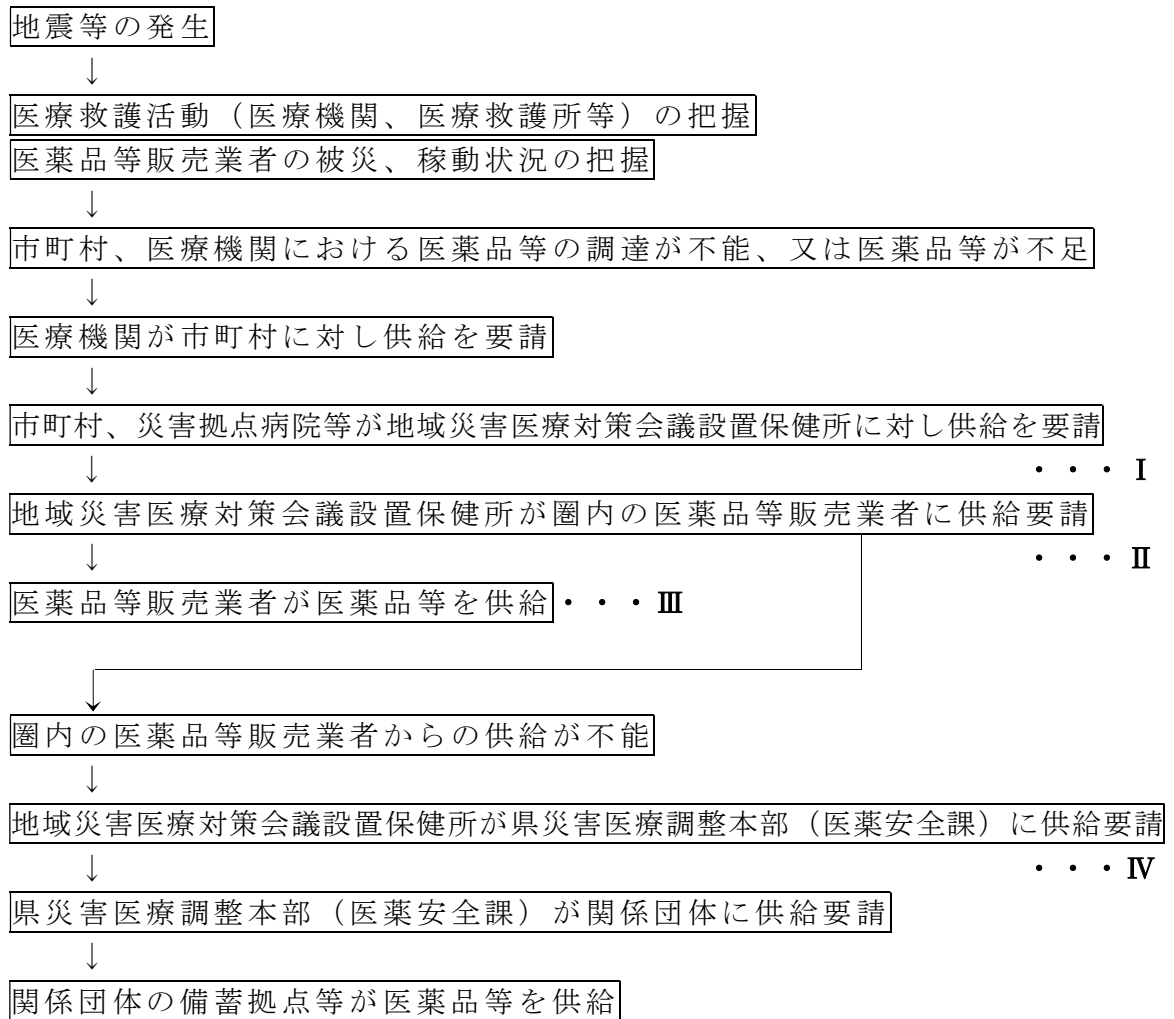 地震等の発生
↓
医療救護活動（医療機関、医療救護所等）の把握
医薬品等販売業者の被災、稼動状況の把握
↓
市町村、医療機関における医薬品等の調達が不能、又は医薬品等が不足
↓
医療機関が市町村に対し供給を要請
↓
市町村、災害拠点病院等が地域災害医療対策会議設置保健所に対し供給を要請
↓ ・・・Ⅰ
地域災害医療対策会議設置保健所が圏内の医薬品等販売業者に供給要請
↓ ・・・Ⅱ
医薬品等販売業者が医薬品等を供給・・・Ⅲ
圏内の医薬品等販売業者からの供給が不能
↓
地域災害医療対策会議設置保健所が県災害医療調整本部（医薬安全課）に供給要請
↓ ・・・Ⅳ
県災害医療調整本部（医薬安全課）が関係団体に供給要請
↓
関係団体の備蓄拠点等が医薬品等を供給